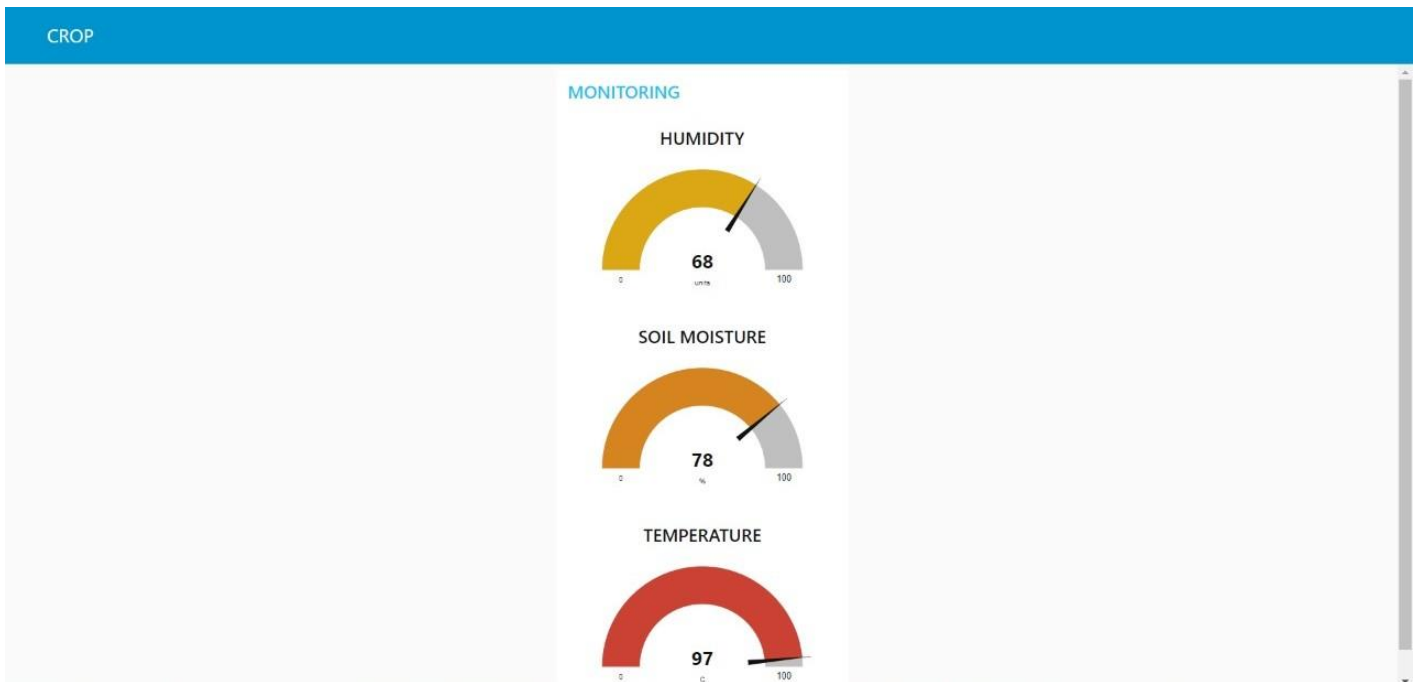 CROP
MONITORING
HUMIDITY
68
0 units 100
SOIL MOISTURE
78
0 % 100
TEMPERATURE
97
0 C 100